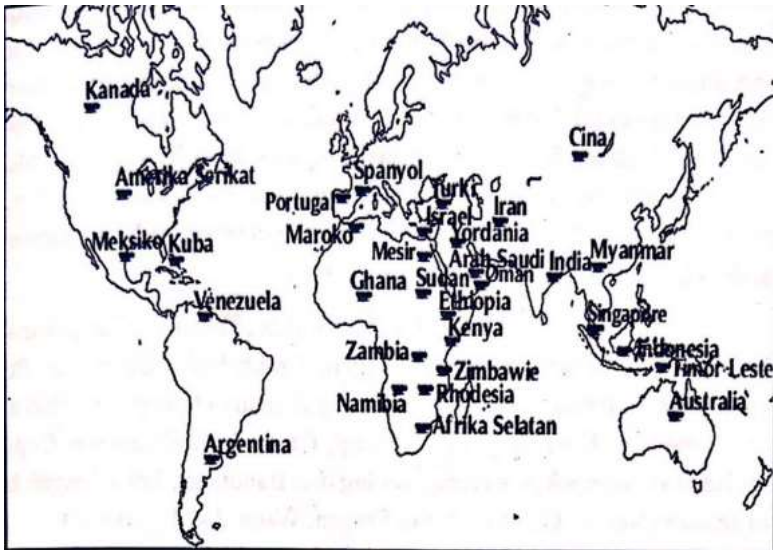 Kanada
Cina
Amerika Serikat
Spanyol
Turki
Portugal
Iran
Israel
Maroko
Yordania
Meksiko
Kuba
Mesir
Arab Saudi
India
Myanmar
Ghana
Sudan
Oman
Venezuela
Ethiopia
Singapore
Kenya
Zambia
Indonesia
Zimbawie
Timor-Leste
Namibia
Rhodesia
Australia
Afrika Selatan
Argentina